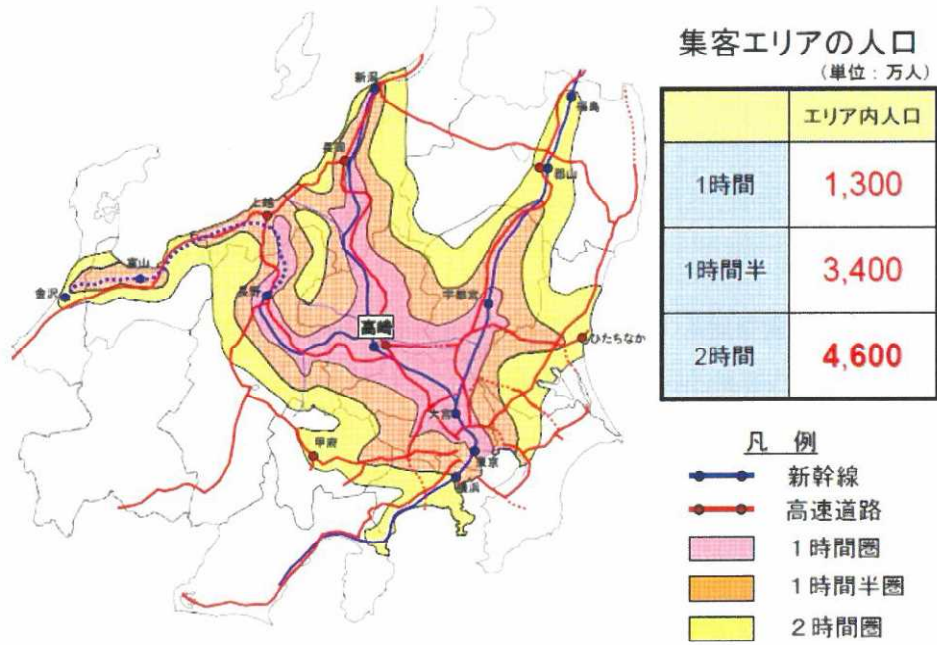 集客エリアの人口
(単位：万人)
エリア内人口
1時間
1,300
1時間半
3,400
2時間
4,600
凡 例
新幹線
高速道路
1時間圏
1時間半圏
2時間圏
新潟
福島
長岡
郡山
上越
富山
金沢
長野
宇都宮
高崎
ひたちなか
大宮
甲府
東京
横浜